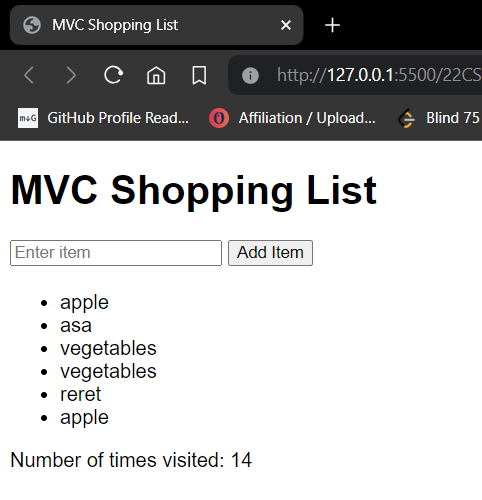 MVC Shopping List
http://127.0.0.1:5500/22CS
m↓G GitHub Profile Read... Affiliation / Upload... Blind 75
MVC Shopping List
Enter item Add Item
apple
asa
vegetables
vegetables
reret
apple
Number of times visited: 14